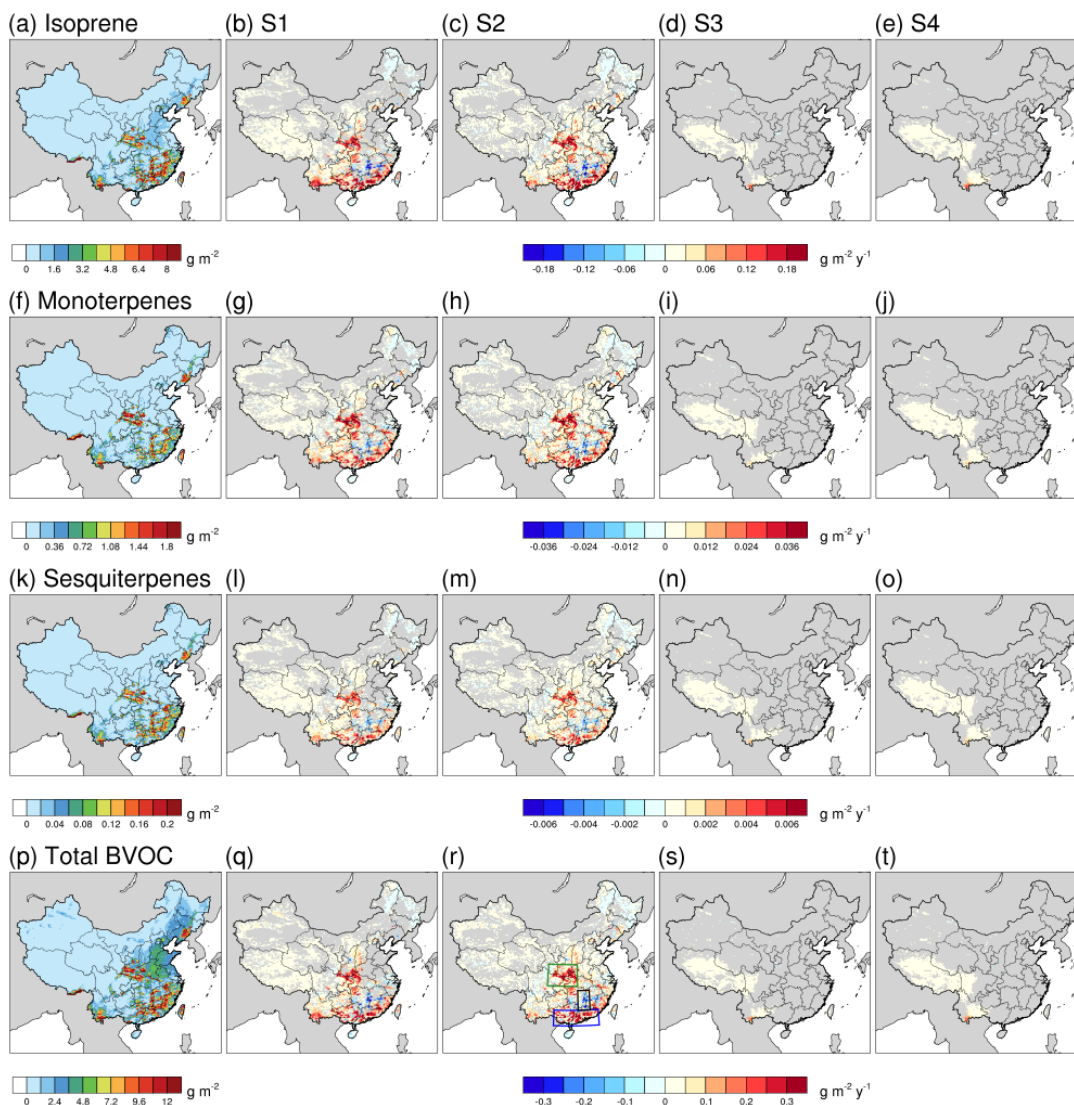 (a) Isoprene (b) S1 (c) S2 (d) S3 (e) S4
0 1.6 3.2 4.8 6.4 8 g m⁻² -0.18 -0.12 -0.06 0 0.06 0.12 0.18 g m⁻² y⁻¹
(f) Monoterpenes (g) (h) (i) (j)
0 0.36 0.72 1.08 1.44 1.8 g m⁻² -0.036 -0.024 -0.012 0 0.012 0.024 0.036 g m⁻² y⁻¹
(k) Sesquiterpenes (l) (m) (n) (o)
0 0.04 0.08 0.12 0.16 0.2 g m⁻² -0.006 -0.004 -0.002 0 0.002 0.004 0.006 g m⁻² y⁻¹
(p) Total BVOC (q) (r) (s) (t)
0 2.4 4.8 7.2 9.6 12 g m⁻² -0.3 -0.2 -0.1 0 0.1 0.2 0.3 g m⁻² y⁻¹